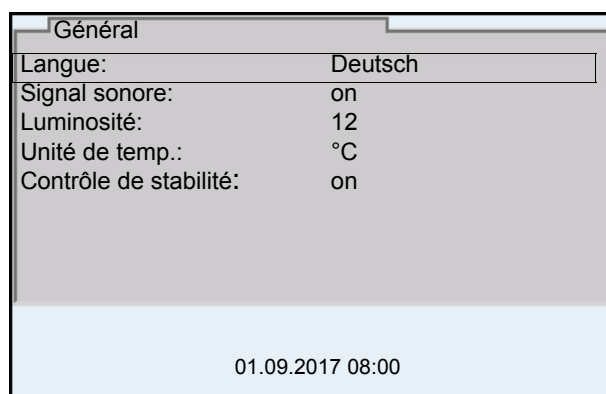 Général
Langue: Deutsch
Signal sonore: on
Luminosité: 12
Unité de temp.: °C
Contrôle de stabilité: on
01.09.2017 08:00